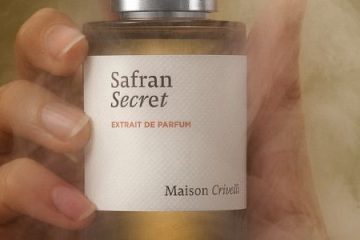 Safran
Secret
EXTRAIT DE PARFUM
Maison Crivelli